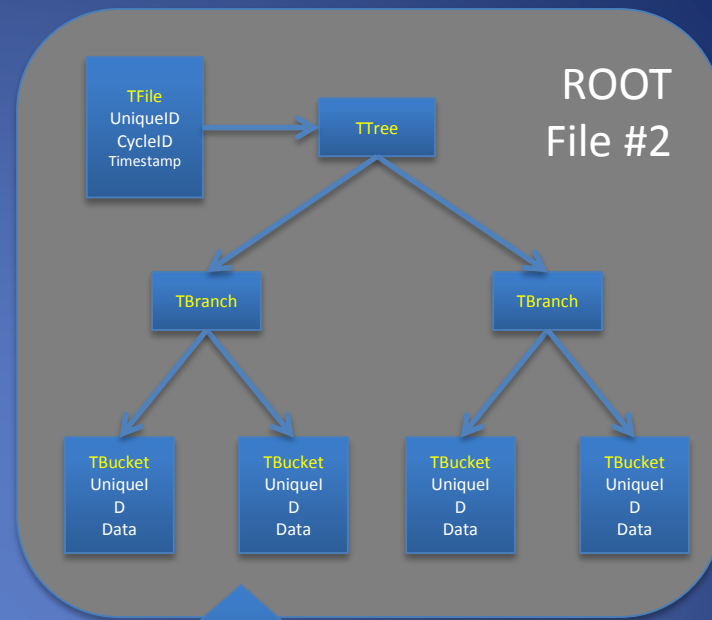 ROOT
File #2
TFile
UniqueID
CycleID
Timestamp
TTree
TBranch
TBranch
TBucket
UniqueI
D
Data
TBucket
UniqueI
D
Data
TBucket
UniqueI
D
Data
TBucket
UniqueI
D
Data